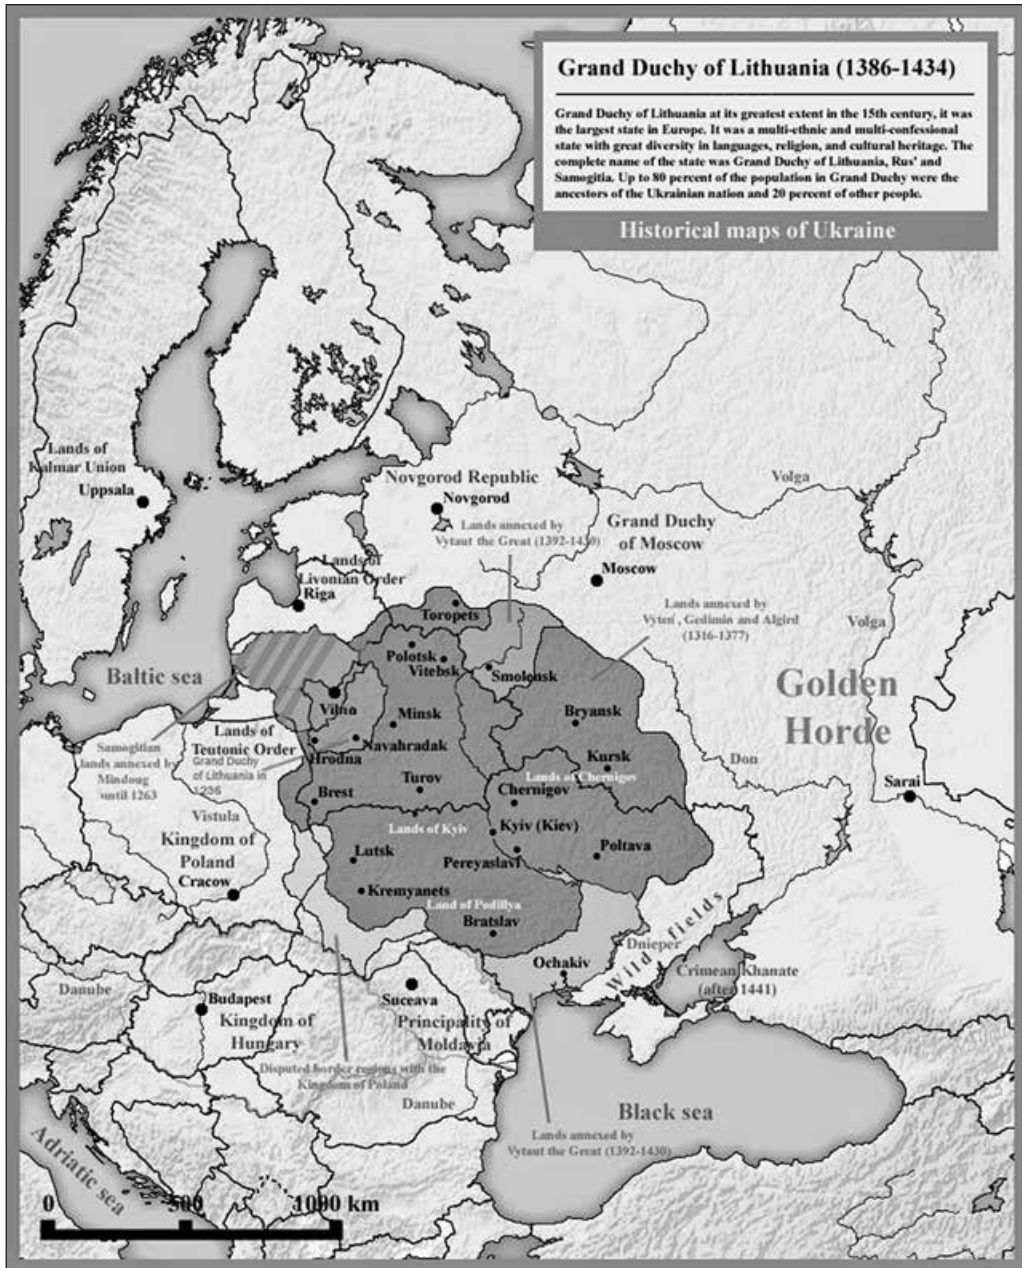 Grand Duchy of Lithuania (1386-1434)
Grand Duchy of Lithuania at its greatest extent in the 15th century, it was
the largest state in Europe. It was a multi-ethnic and multi-confessional
state with great diversity in languages, religion, and cultural heritage. The
complete name of the state was Grand Duchy of Lithuania, Rus' and
Samogitia. Up to 80 percent of the population in Grand Duchy were the
ancestors of the Ukrainian nation and 20 percent of other people.
Historical maps of Ukraine
Lands of
Kalmar Union
Uppsala
Novgorod Republic
Novgorod
Volga
Lands annexed by
Vytaut the Great (1392-1430)
Grand Duchy
of Moscow
Moscow
Lands of
Livonian Order
Riga
Lands annexed by
Vyten', Gedimin and Algird
(1316-1377)
Volga
Toropets
Polotsk
Vitebsk
Smolensk
Baltic sea
Golden
Horde
Vilno
Minsk
Bryansk
Lands of
Teutonic Order
Navahradak
Hrodna
Grand Duchy
of Lithuania in
1236
Samogitian
lands annexed by
Mindoug
until 1263
Kursk
Don
Lands of Chernigov
Turov
Chernigov
Sarai
Brest
Vistula
Lands of Kyiv
Kyiv (Kiev)
Kingdom of
Poland
Cracow
Lutsk
Pereyaslavl
Poltava
Kremyanets
Land of Podillya
Bratslav
Wild fields
Dnieper
Ochakiv
Crimean Khanate
(after 1441)
Danube
Budapest
Kingdom of
Hungary
Suceava
Principality of
Moldavia
Disputed border regions with the
Kingdom of Poland
Danube
Black sea
Lands annexed by
Vytaut the Great (1392-1430)
Adriatic sea
0 500 1000 km